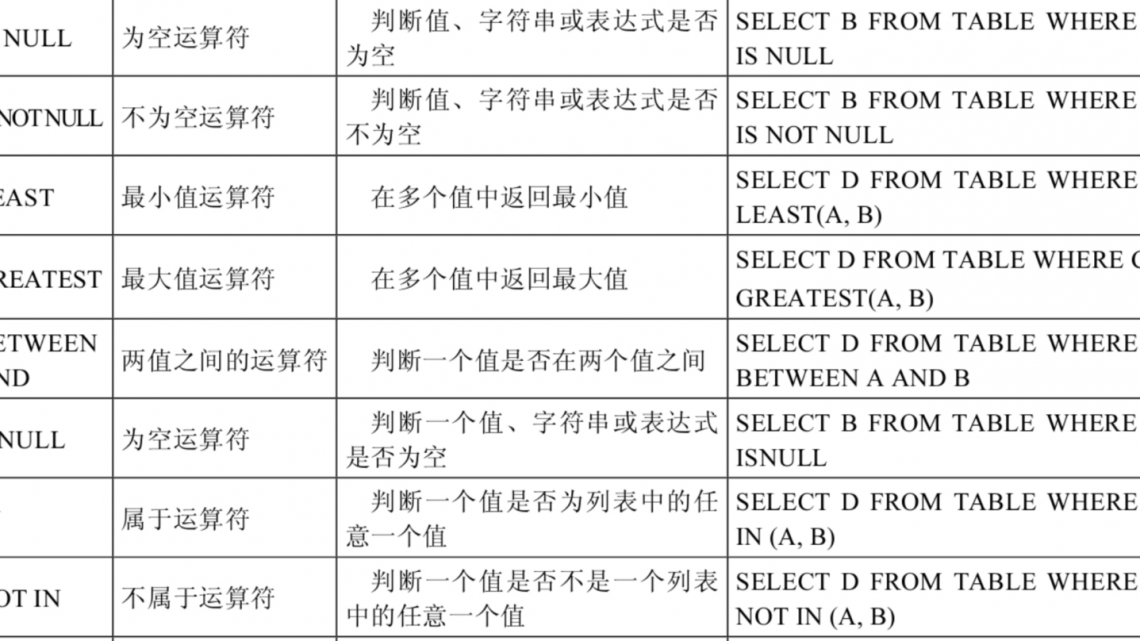 NULL
为空运算符
判断值、字符串或表达式是否
为空
SELECT B FROM TABLE WHERE
IS NULL
NOT NULL
不为空运算符
判断值、字符串或表达式是否
不为空
SELECT B FROM TABLE WHERE
IS NOT NULL
EAST
最小值运算符
在多个值中返回最小值
SELECT D FROM TABLE WHERE
LEAST(A, B)
REATEST
最大值运算符
在多个值中返回最大值
SELECT D FROM TABLE WHERE C
GREATEST(A, B)
ETWEEN
ND
两值之间的运算符
判断一个值是否在两个值之间
SELECT D FROM TABLE WHERE
BETWEEN A AND B
NULL
为空运算符
判断一个值、字符串或表达式
是否为空
SELECT B FROM TABLE WHERE
ISNULL
属于运算符
判断一个值是否为列表中的任
意一个值
SELECT D FROM TABLE WHERE
IN (A, B)
OT IN
不属于运算符
判断一个值是否不是一个列表
中的任意一个值
SELECT D FROM TABLE WHERE
NOT IN (A, B)